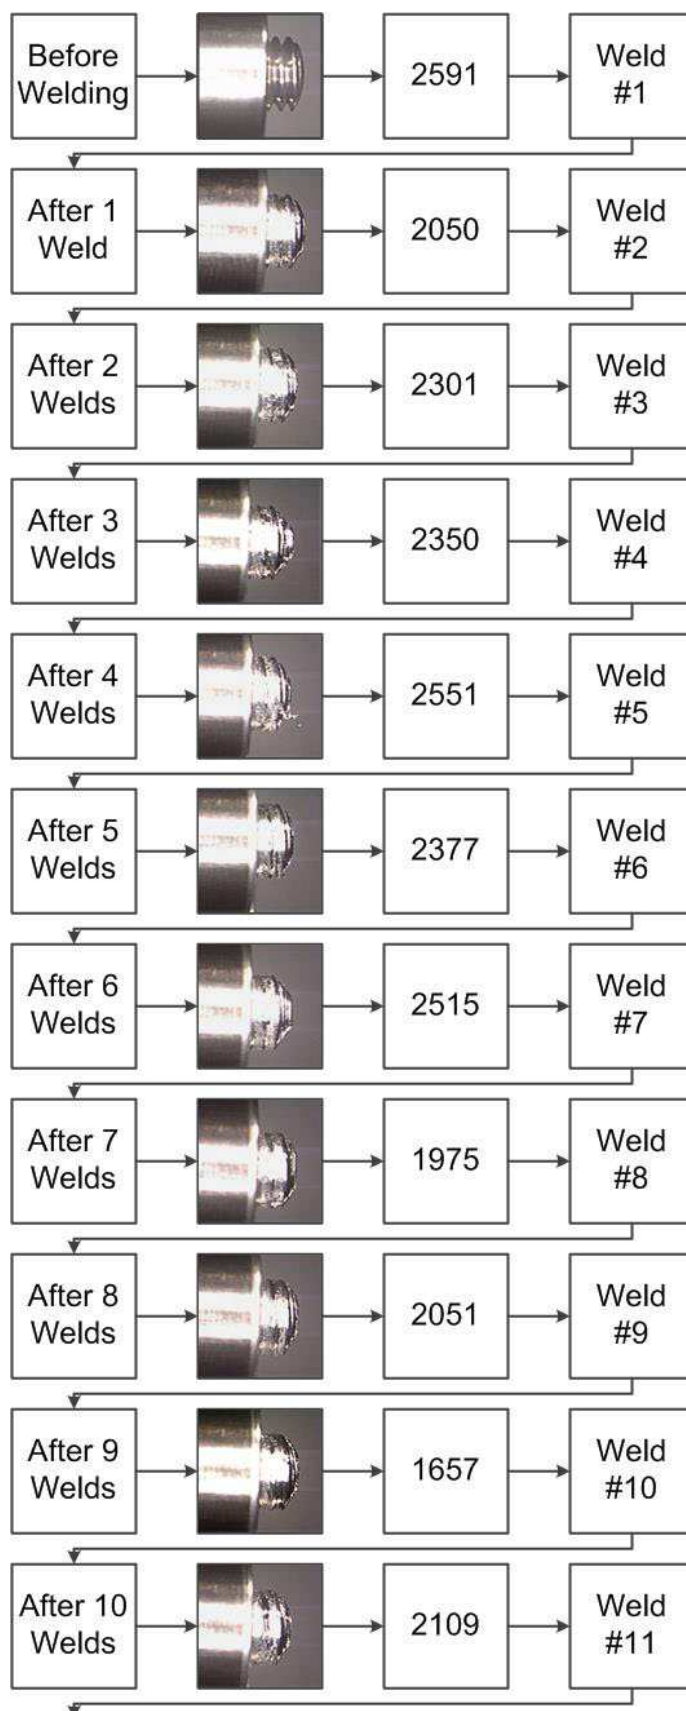 Before
Welding
2591
Weld
#1
After 1
Weld
2050
Weld
#2
After 2
Welds
2301
Weld
#3
After 3
Welds
2350
Weld
#4
After 4
Welds
2551
Weld
#5
After 5
Welds
2377
Weld
#6
After 6
Welds
2515
Weld
#7
After 7
Welds
1975
Weld
#8
After 8
Welds
2051
Weld
#9
After 9
Welds
1657
Weld
#10
After 10
Welds
2109
Weld
#11